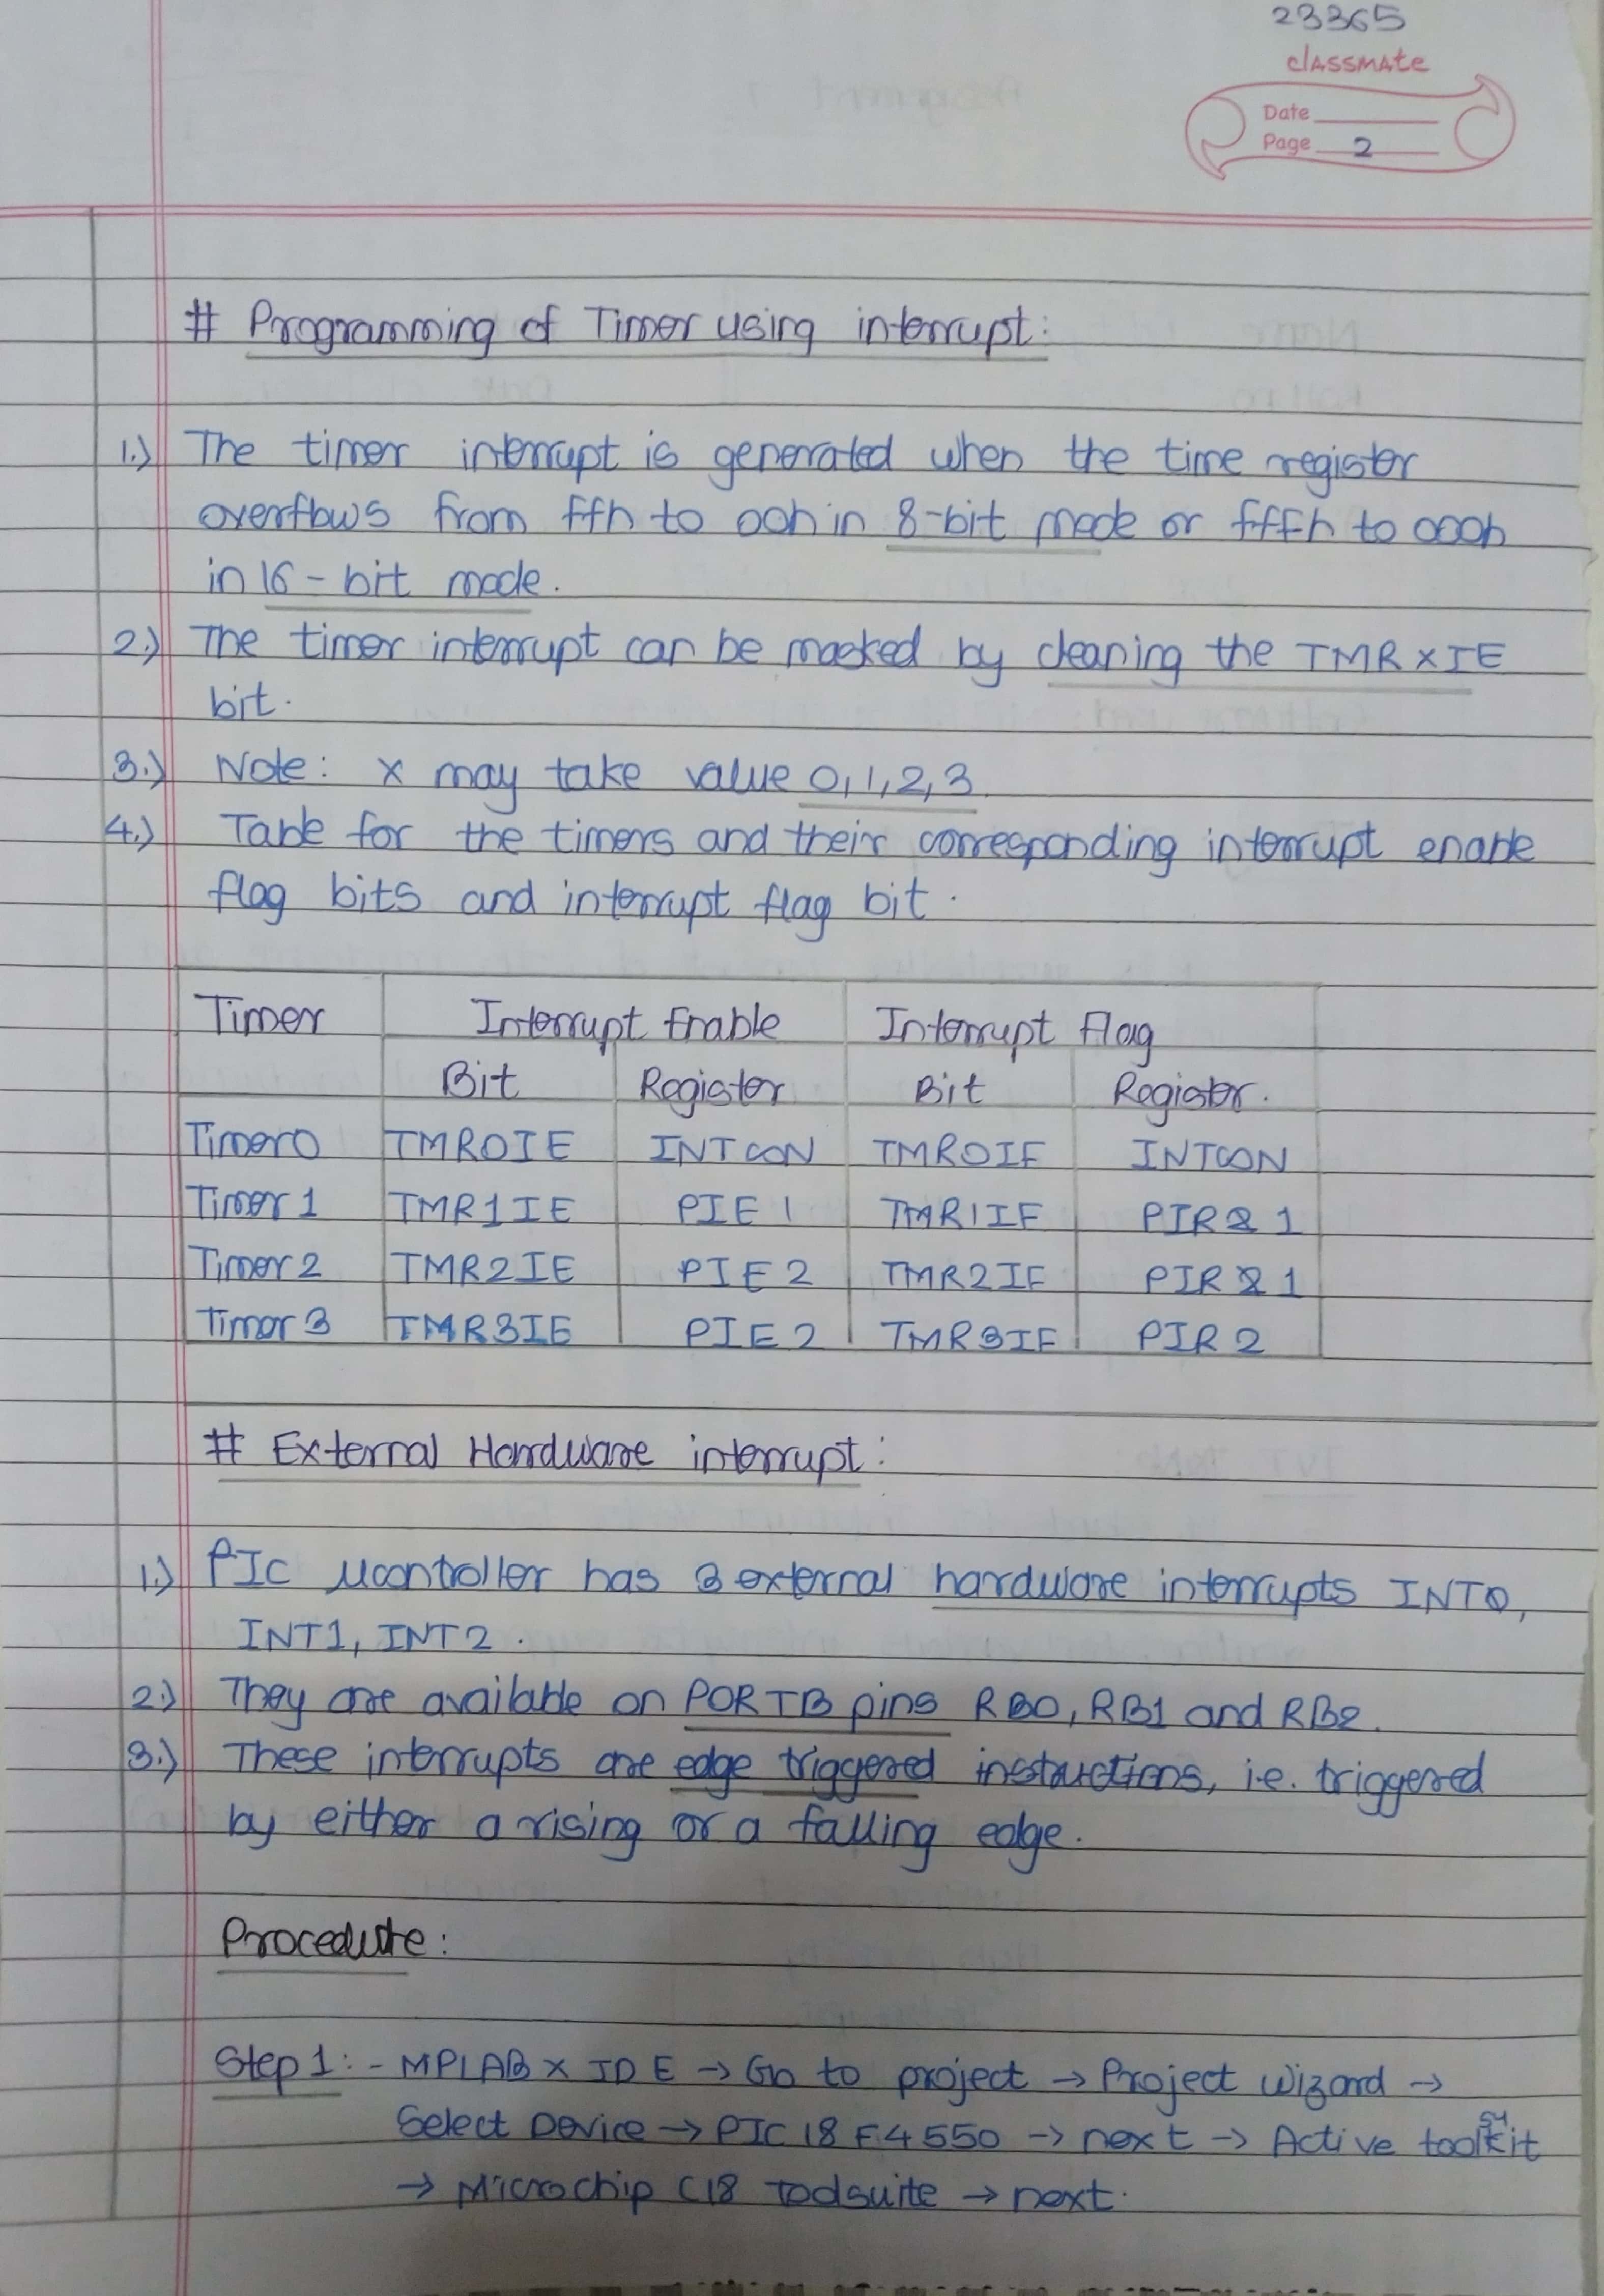 23365
classmate
Date
Page 2
# Programming of Timer using interrupt:
1.) The timer interrupt is generated when the time register
overflows from ffh to 00h in 8-bit mode or fffh to 000h
in 16-bit mode.
2.) The timer interrupt can be masked by clearing the TMRXIE
bit.
3.) Note: x may take value 0,1,2,3.
4.) Table for the timers and their corresponding interrupt enable
flag bits and interrupt flag bit.
Timer Interrupt Enable Interrupt Flag
Bit Register Bit Register.
Timer0 TMR0IE INTCON TMR0IF INTCON
Timer 1 TMR1IE PIE 1 TMR1IF PIR 1
Timer 2 TMR2IE PIE 2 TMR2IF PIR 1
Timer 3 TMR3IE PIE 2 TMR3IF PIR 2
# External Hardware interrupt:
1.) PIC μcontroller has 3 external hardware interrupts INT0,
INT1, INT2.
2.) They are available on PORTB pins RB0, RB1 and RB2.
3.) These interrupts are edge triggered instructions, i.e. triggered
by either a rising or a falling edge.
Procedure:
Step 1:- MPLAB X IDE → Go to project → Project wizard →
Select Device → PIC 18 F4550 → next → Active toolkit
→ Microchip C18 Toolsuite → next.